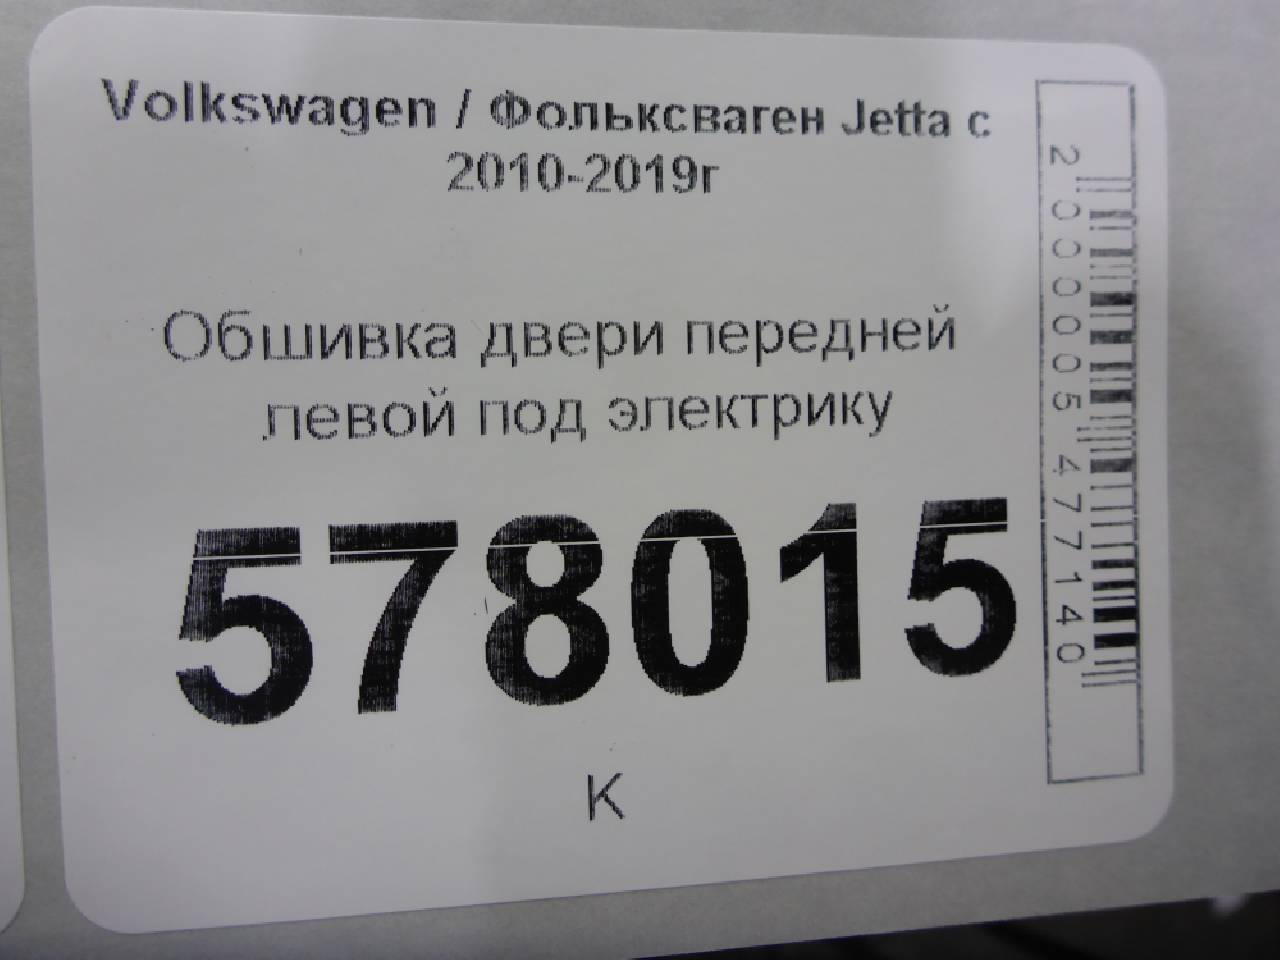 Volkswagen / Фольксваген Jetta с
2010-2019г
Обшивка двери передней
левой под электрику
578015
К
2000005477140